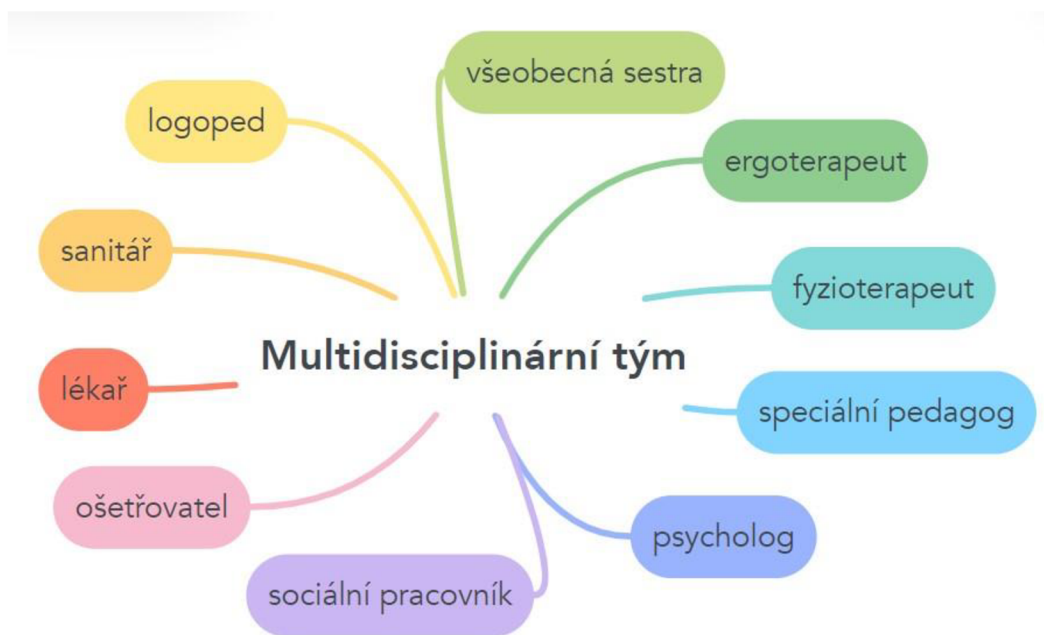 všeobecná sestra
logoped
ergoterapeut
sanitář
fyzioterapeut
Multidisciplinární tým
lékař
speciální pedagog
ošetřovatel
psycholog
sociální pracovník